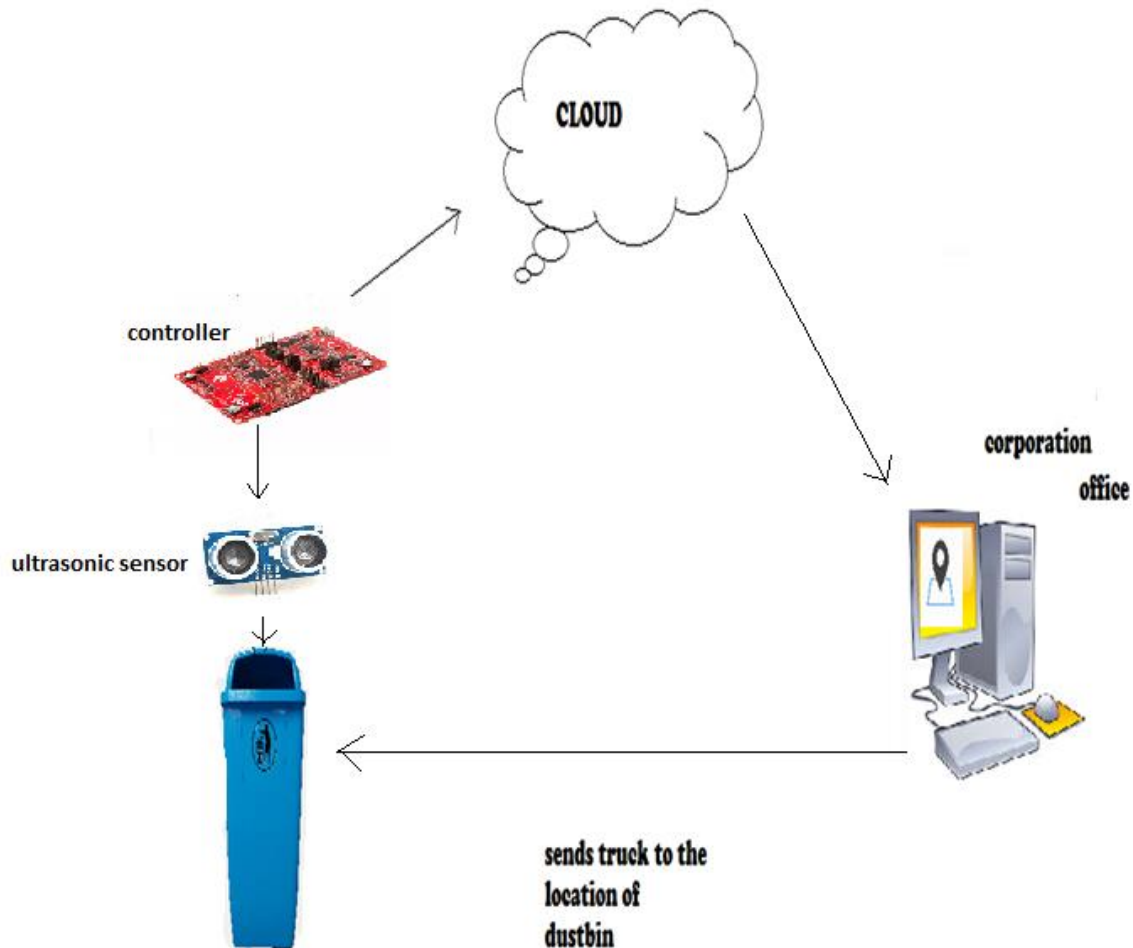 CLOUD
controller
corporation
office
ultrasonic sensor
sends truck to the
location of
dustbin